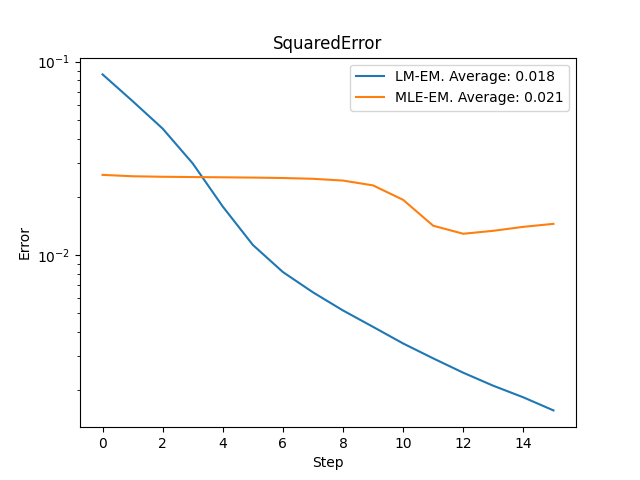 SquaredError
LM-EM. Average: 0.018
MLE-EM. Average: 0.021
10⁻¹
10⁻²
Error
0 2 4 6 8 10 12 14
Step